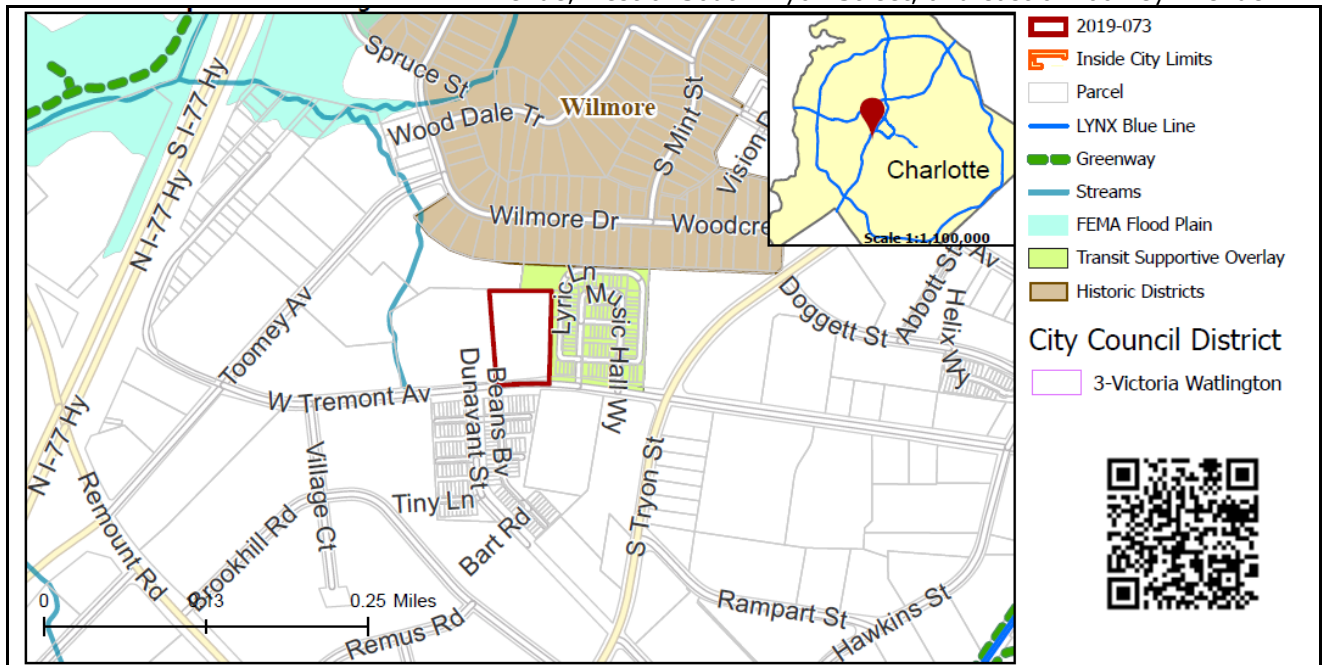 Spruce St
Wilmore
Wood Dale Tr
S Mint St
Vision D
S I-77 Hy
N I-77 Hy
Wilmore Dr
Woodcre
Charlotte
Scale 1:1,100,000
Toomey Av
Lyric Ln
Music Hall Wy
Doggett St
Abbott St
Av
Helix Wy
Dunavant St
Beans Bv
W Tremont Av
N I-77 Hy
Village Ct
Tiny Ln
Bart Rd
S Tryon St
Remount Rd
Brookhill Rd
Remus Rd
Rampart St
Hawkins St
0
0.13
0.25 Miles
2019-073
Inside City Limits
Parcel
LYNX Blue Line
Greenway
Streams
FEMA Flood Plain
Transit Supportive Overlay
Historic Districts
City Council District
3-Victoria Watlington